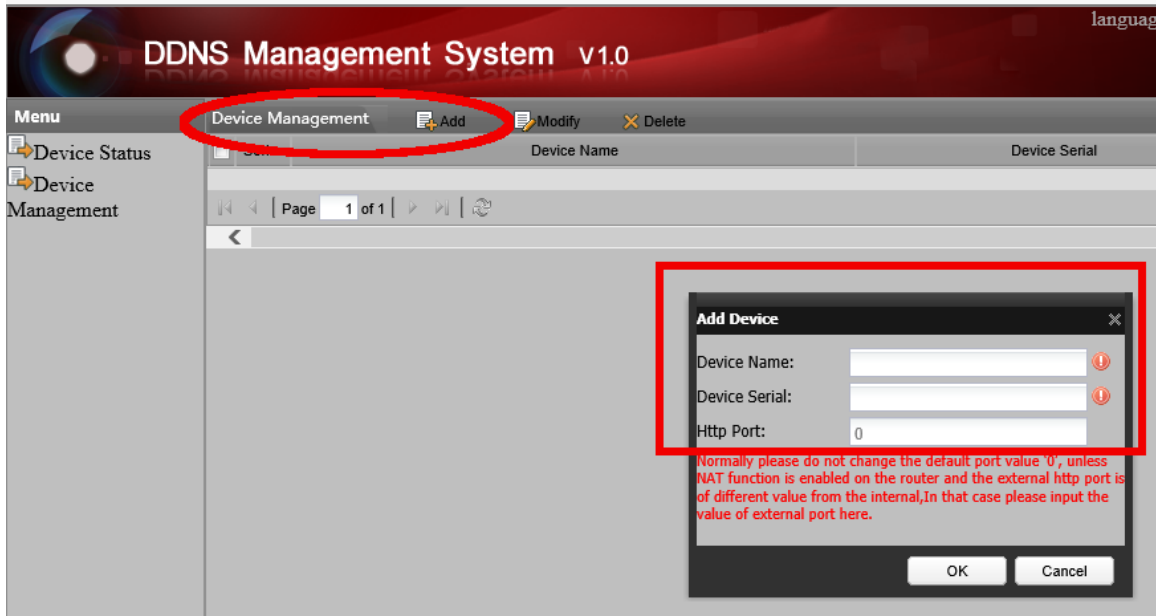 language
DDNS Management System V1.0
Menu
Device Management Add Modify Delete
Device Status
Device
Management
Device Name Device Serial
Page 1 of 1
Add Device
Device Name:
Device Serial:
Http Port: 0
Normally please do not change the default port value '0', unless
NAT function is enabled on the router and the external http port is
of different value from the internal,In that case please input the
value of external port here.
OK Cancel